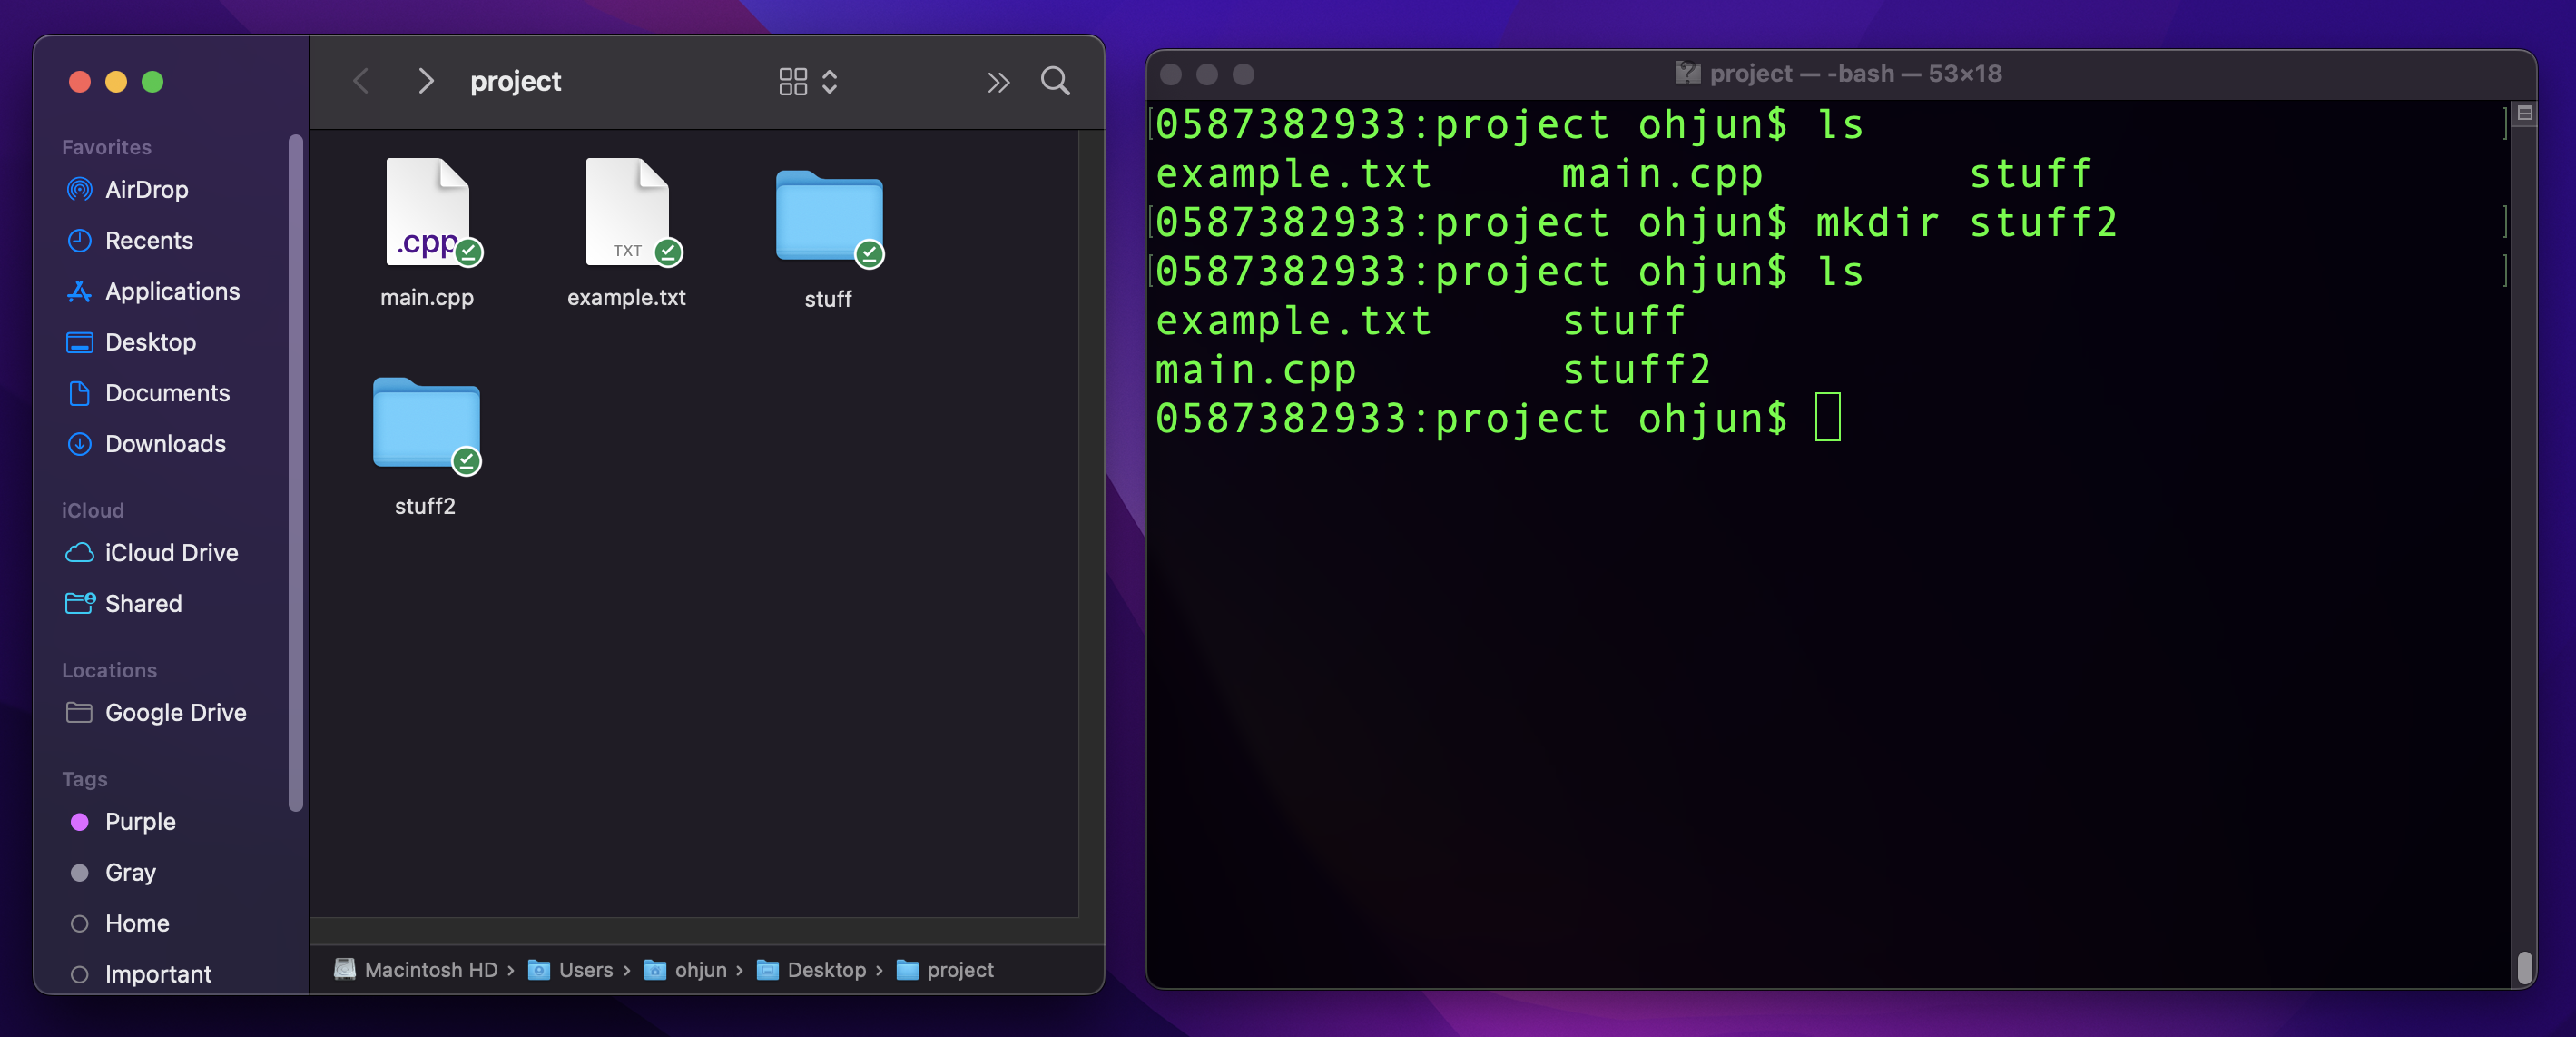 project
Favorites
AirDrop
Recents
Applications
Desktop
Documents
Downloads
iCloud
iCloud Drive
Shared
Locations
Google Drive
Tags
Purple
Gray
Home
Important
.cpp
main.cpp
TXT
example.txt
stuff
stuff2
Macintosh HD › Users › ohjun › Desktop › project
project — -bash — 53×18
0587382933:project ohjun$ ls
example.txt main.cpp stuff
0587382933:project ohjun$ mkdir stuff2
0587382933:project ohjun$ ls
example.txt stuff
main.cpp stuff2
0587382933:project ohjun$